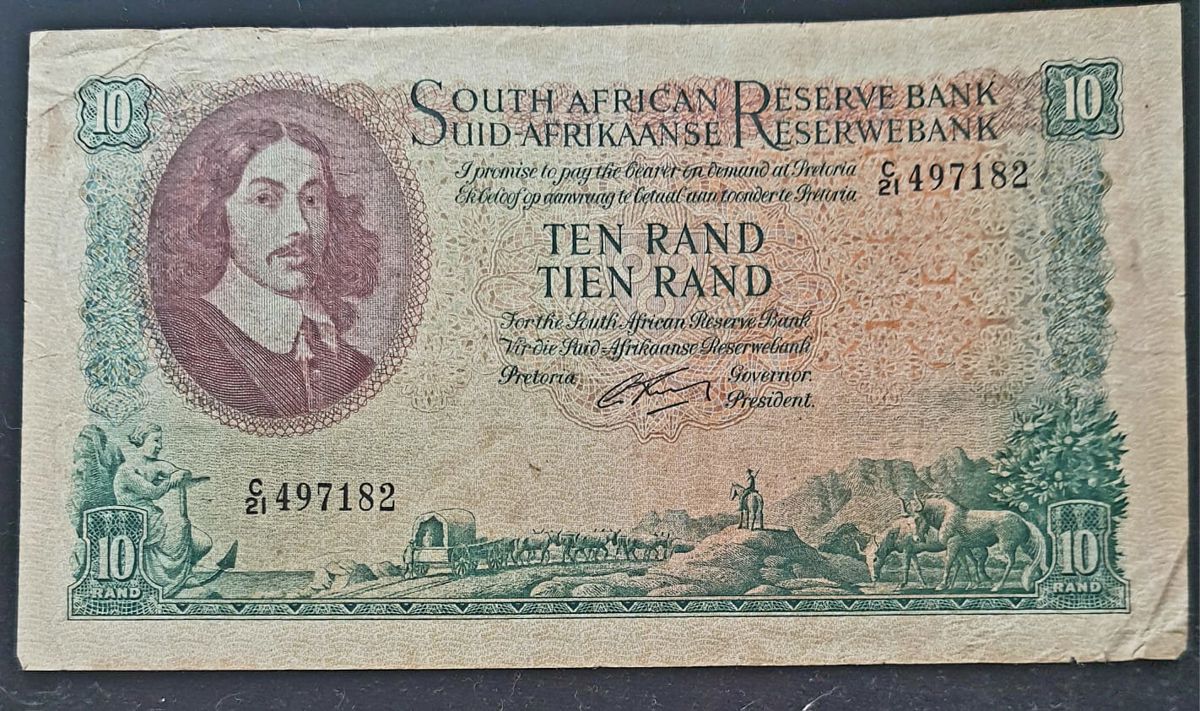 10
10
SOUTH AFRICAN RESERVE BANK
SUID-AFRIKAANSE RESERWEBANK
I promise to pay the bearer on demand at Pretoria
Ek beloof op aanvraag te betaal aan toonder te Pretoria
C/21 497182
TEN RAND
TIEN RAND
For the South African Reserve Bank
Vir die Suid-Afrikaanse Reserwebank
Pretoria
Governor.
President.
C/21 497182
10
RAND
10
RAND